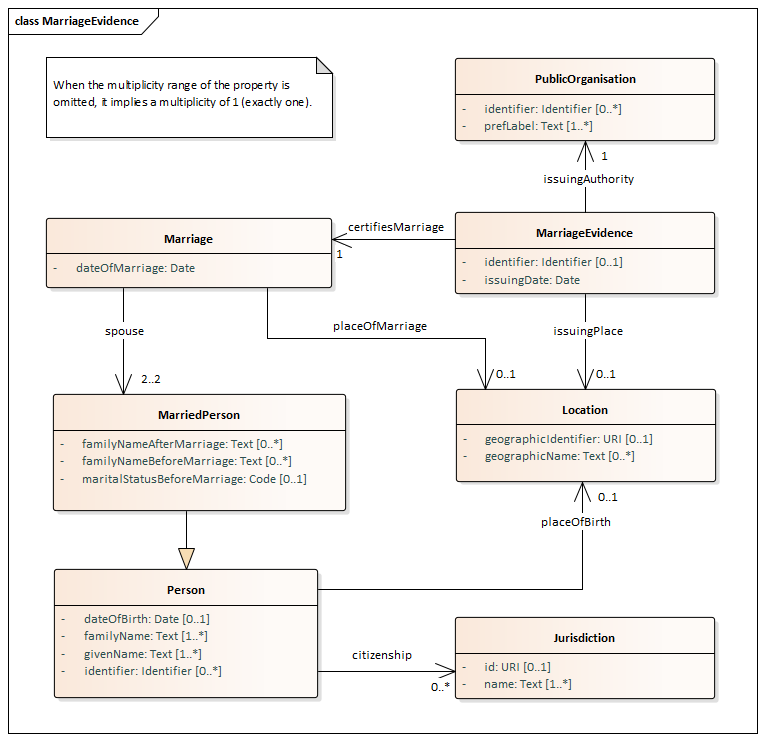 class MarriageEvidence
When the multiplicity range of the property is
omitted, it implies a multiplicity of 1 (exactly one).
PublicOrganisation
- identifier: Identifier [0..*]
- prefLabel: Text [1..*]
1
issuingAuthority
Marriage
- dateOfMarriage: Date
certifiesMarriage
1
MarriageEvidence
- identifier: Identifier [0..1]
- issuingDate: Date
spouse
2..2
placeOfMarriage
0..1
issuingPlace
0..1
MarriedPerson
- familyNameAfterMarriage: Text [0..*]
- familyNameBeforeMarriage: Text [0..*]
- maritalStatusBeforeMarriage: Code [0..1]
Location
- geographicIdentifier: URI [0..1]
- geographicName: Text [0..*]
0..1
placeOfBirth
Person
- dateOfBirth: Date [0..1]
- familyName: Text [1..*]
- givenName: Text [1..*]
- identifier: Identifier [0..*]
citizenship
0..*
Jurisdiction
- id: URI [0..1]
- name: Text [1..*]